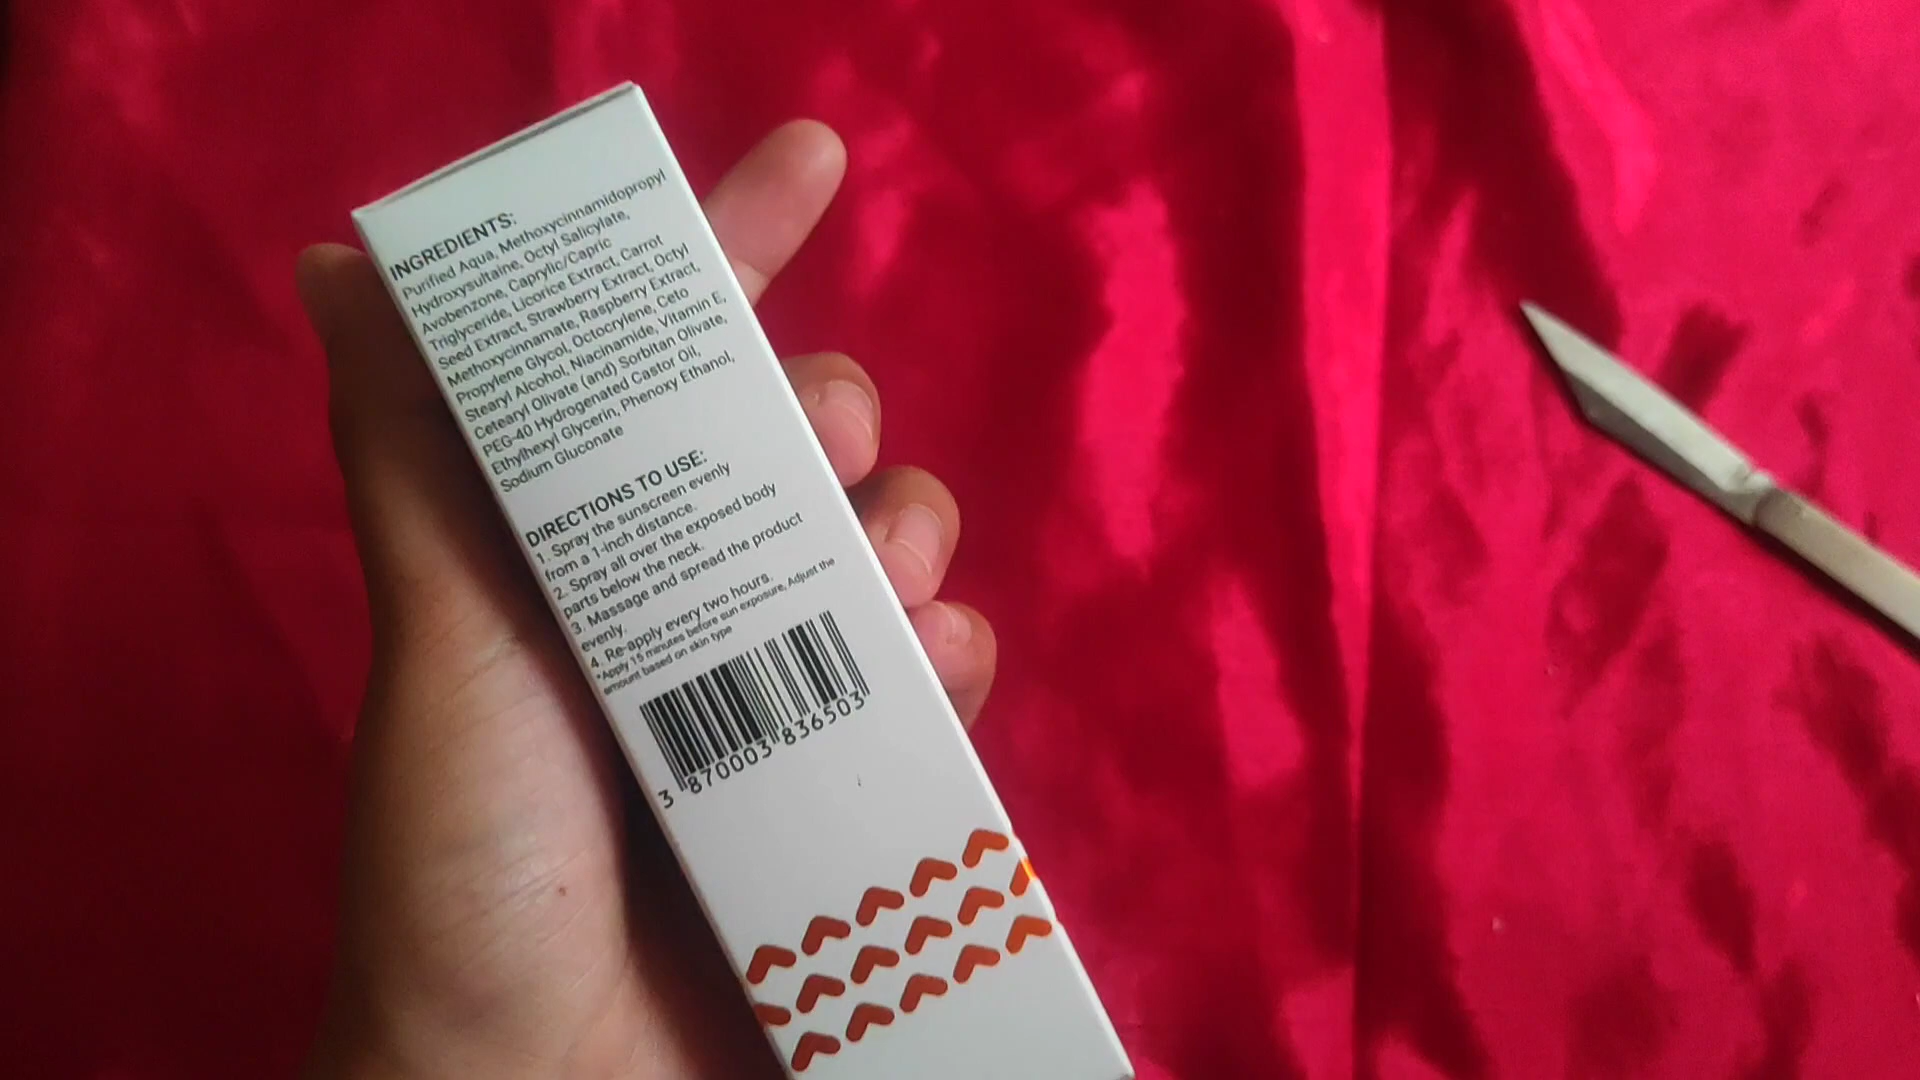 INGREDIENTS:
Purified Aqua, Methoxycinnamidopropyl
Hydroxysultaine, Octyl Salicylate,
Avobenzone, Caprylic/Capric
Triglyceride, Licorice Extract, Carrot
Seed Extract, Strawberry Extract, Octyl
Methoxycinnamate, Raspberry Extract,
Propylene Glycol, Octocrylene, Ceto
Stearyl Alcohol, Niacinamide, Vitamin E,
Cetearyl Olivate (and) Sorbitan Olivate,
PEG-40 Hydrogenated Castor Oil,
Ethylhexyl Glycerin, Phenoxy Ethanol,
Sodium Gluconate
DIRECTIONS TO USE:
1. Spray the sunscreen evenly
from a 1-inch distance.
2. Spray all over the exposed body
parts below the neck.
3. Massage and spread the product
evenly.
4. Re-apply every two hours.
*Apply 15 minutes before sun exposure, Adjust the
amount based on skin type
3 870003 836503